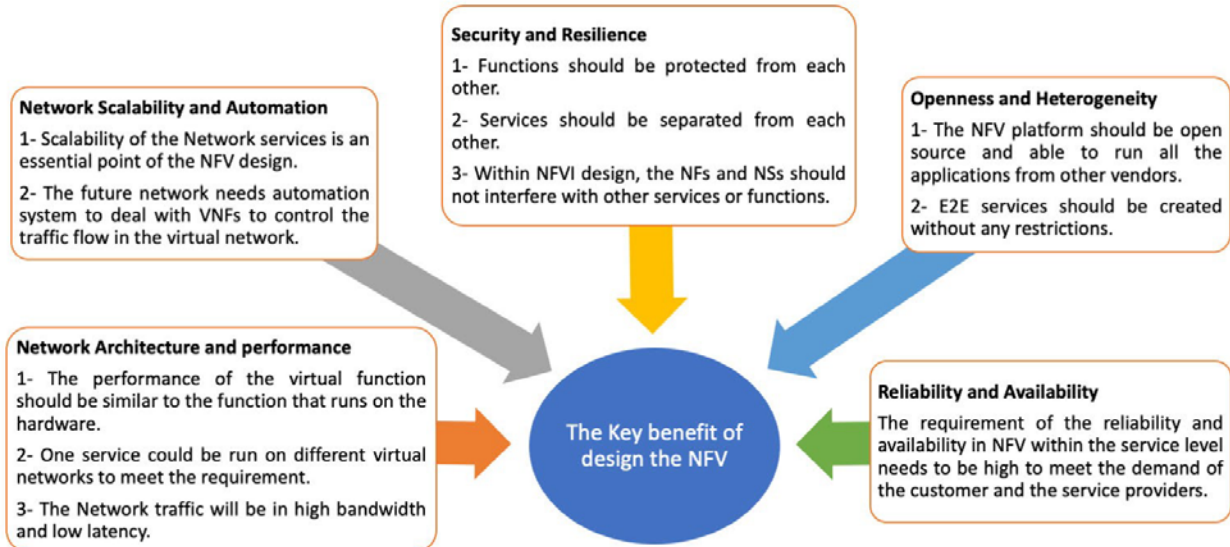 Security and Resilience
1- Functions should be protected from each
other.
2- Services should be separated from each
other.
3- Within NFVI design, the NFs and NSs should
not interfere with other services or functions.
Network Scalability and Automation
1- Scalability of the Network services is an
essential point of the NFV design.
2- The future network needs automation
system to deal with VNFs to control the
traffic flow in the virtual network.
Openness and Heterogeneity
1- The NFV platform should be open
source and able to run all the
applications from other vendors.
2- E2E services should be created
without any restrictions.
Network Architecture and performance
1- The performance of the virtual function
should be similar to the function that runs on the
hardware.
2- One service could be run on different virtual
networks to meet the requirement.
3- The Network traffic will be in high bandwidth
and low latency.
The Key benefit of
design the NFV
Reliability and Availability
The requirement of the reliability and
availability in NFV within the service level
needs to be high to meet the demand of
the customer and the service providers.